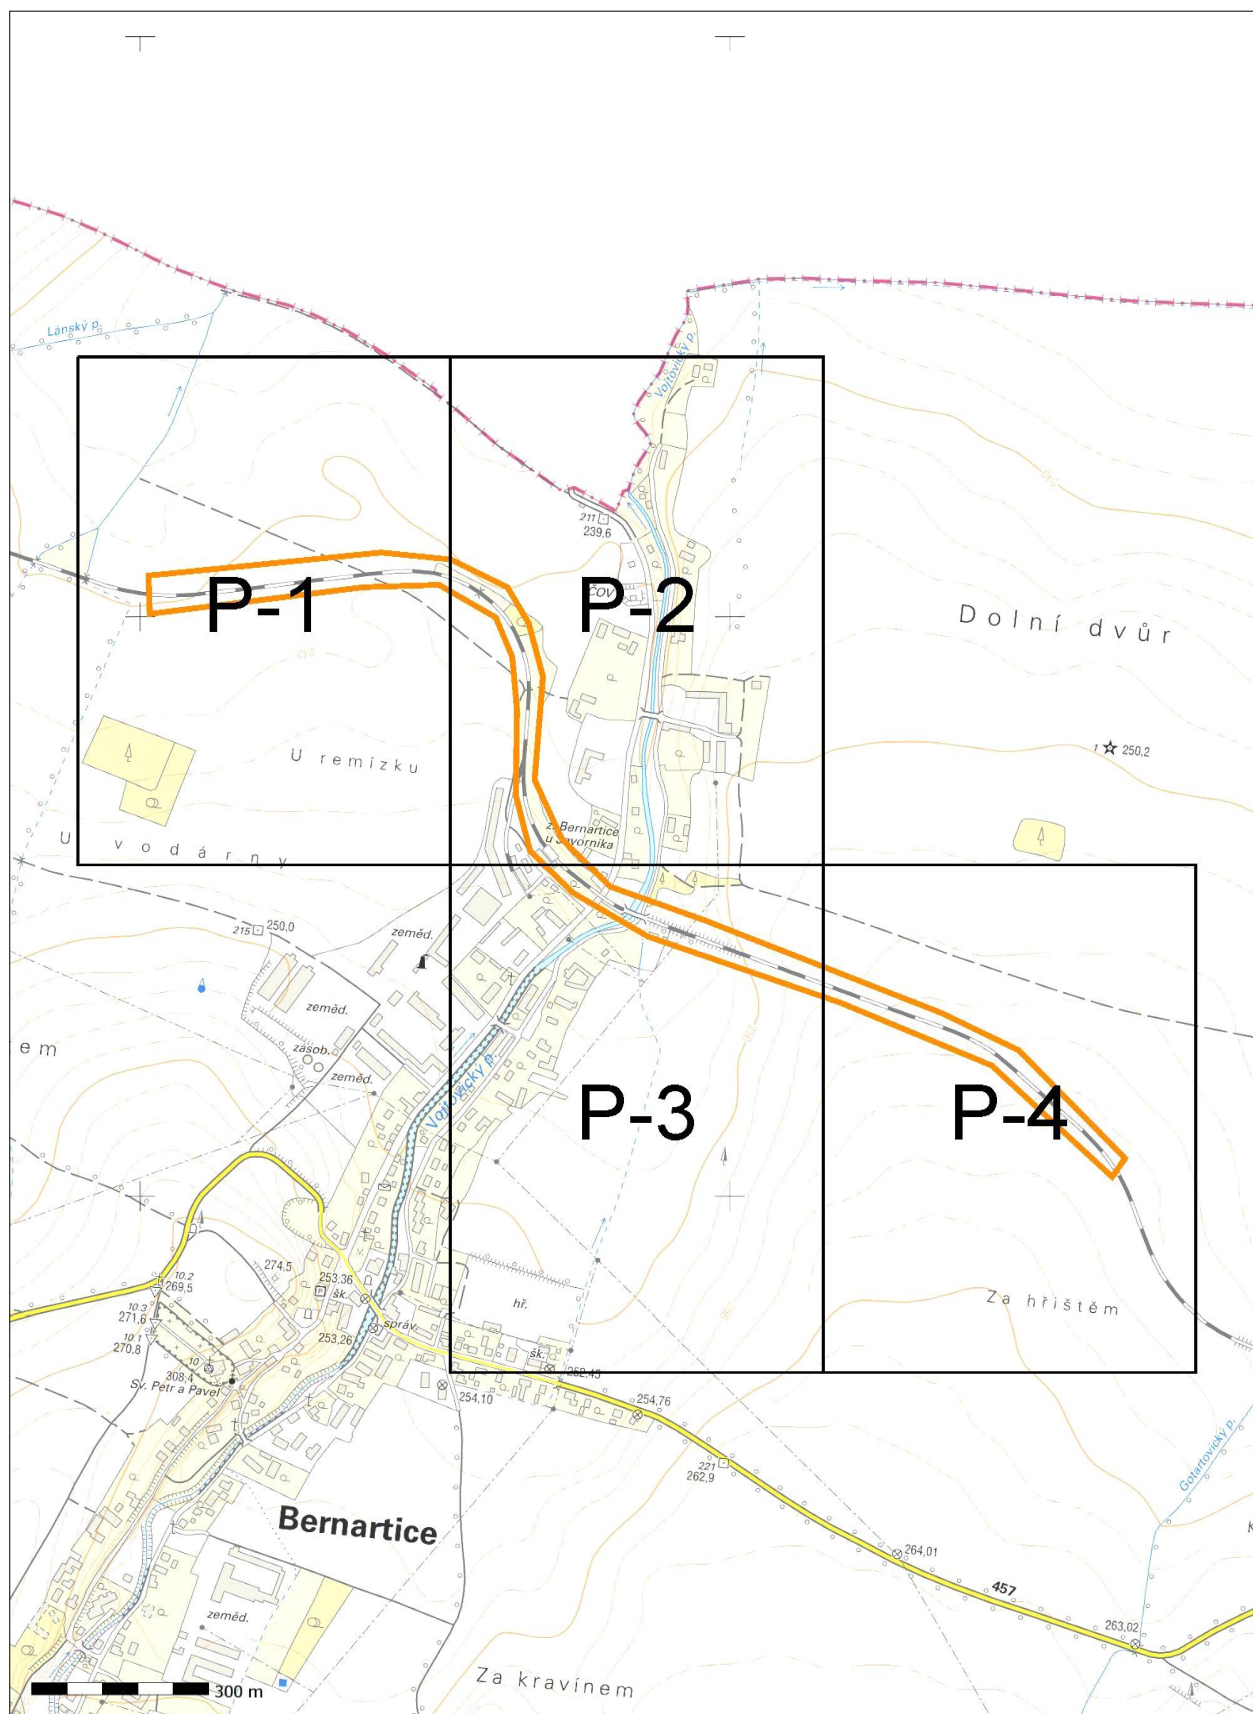 Lánský p.
Vojtovický p.
240
211
239,6
ČOV
P-1
P-2
Dolní dvůr
1 250,2
U remízku
z. Bernartice
u Javorníka
U vodárny
215 250,0
zeměd.
zeměd.
zásob.
zeměd.
em
Vojtovický p.
P-3
P-4
274,5
253,36
šk.
10.2
269,5
10.3
271,6
10.1
270.8
253,26
správ.
hř.
Za hřištěm
šk.
252,43
10
308,4
Sv. Petr a Pavel
254,10
254,76
221
262,9
Gotartovický p.
Bernartice
K
264,01
457
263,02
zeměd.
Za kravínem
300 m